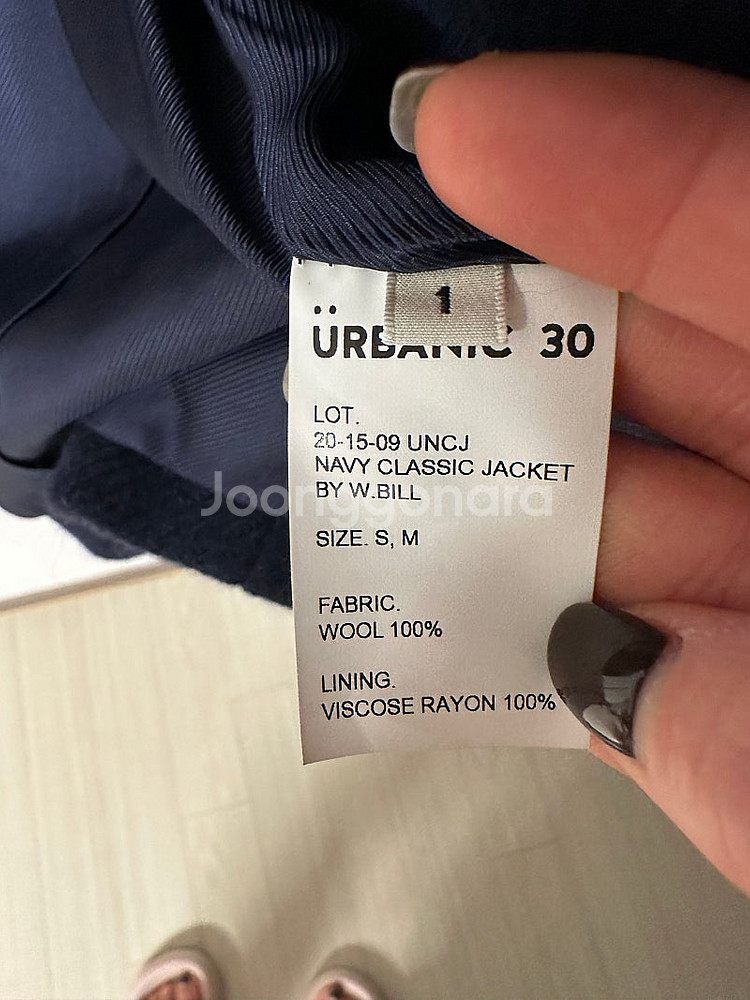 1
ÜRBANIC 30
LOT.
20-15-09 UNCJ
NAVY CLASSIC JACKET
BY W.BILL
SIZE. S, M
FABRIC.
WOOL 100%
LINING.
VISCOSE RAYON 100%
Joonggonara